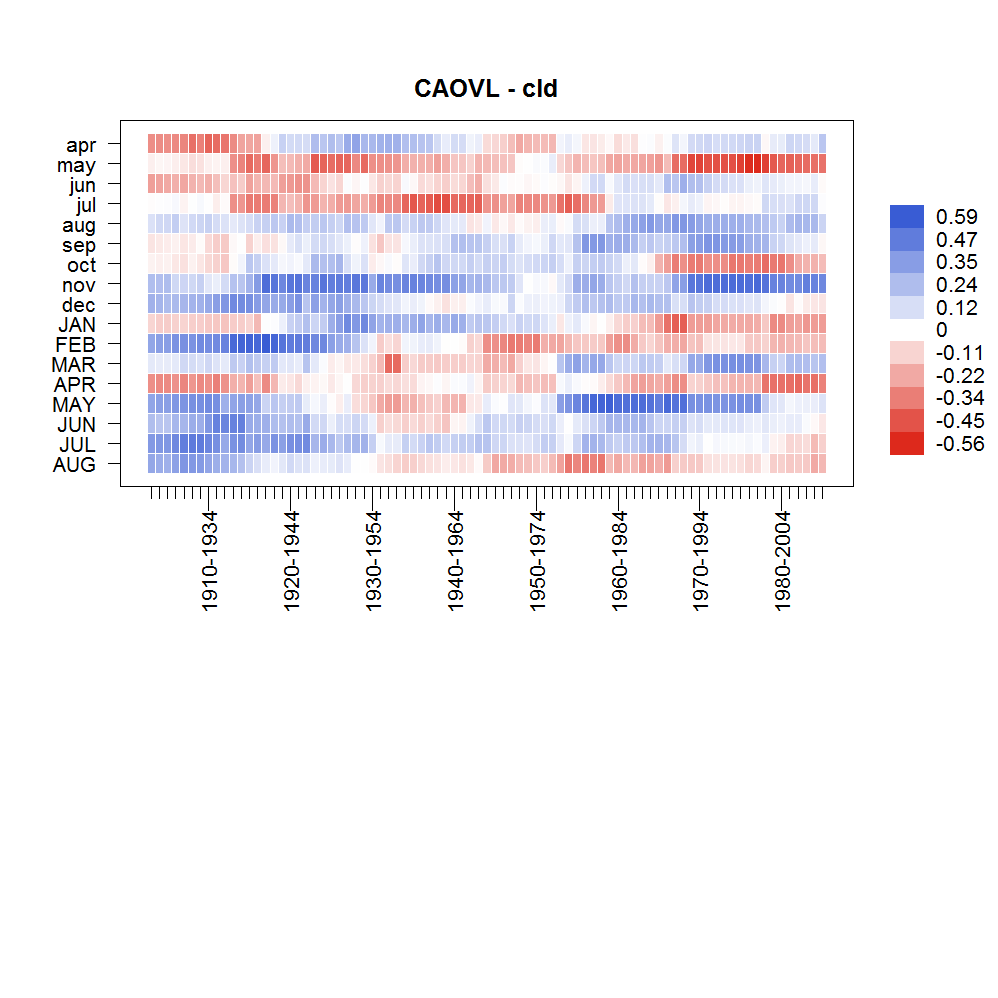 CAOVL - cld
apr
may
jun
jul
aug
sep
oct
nov
dec
JAN
FEB
MAR
APR
MAY
JUN
JUL
AUG
0.59
0.47
0.35
0.24
0.12
0
-0.11
-0.22
-0.34
-0.45
-0.56
1910-1934
1920-1944
1930-1954
1940-1964
1950-1974
1960-1984
1970-1994
1980-2004